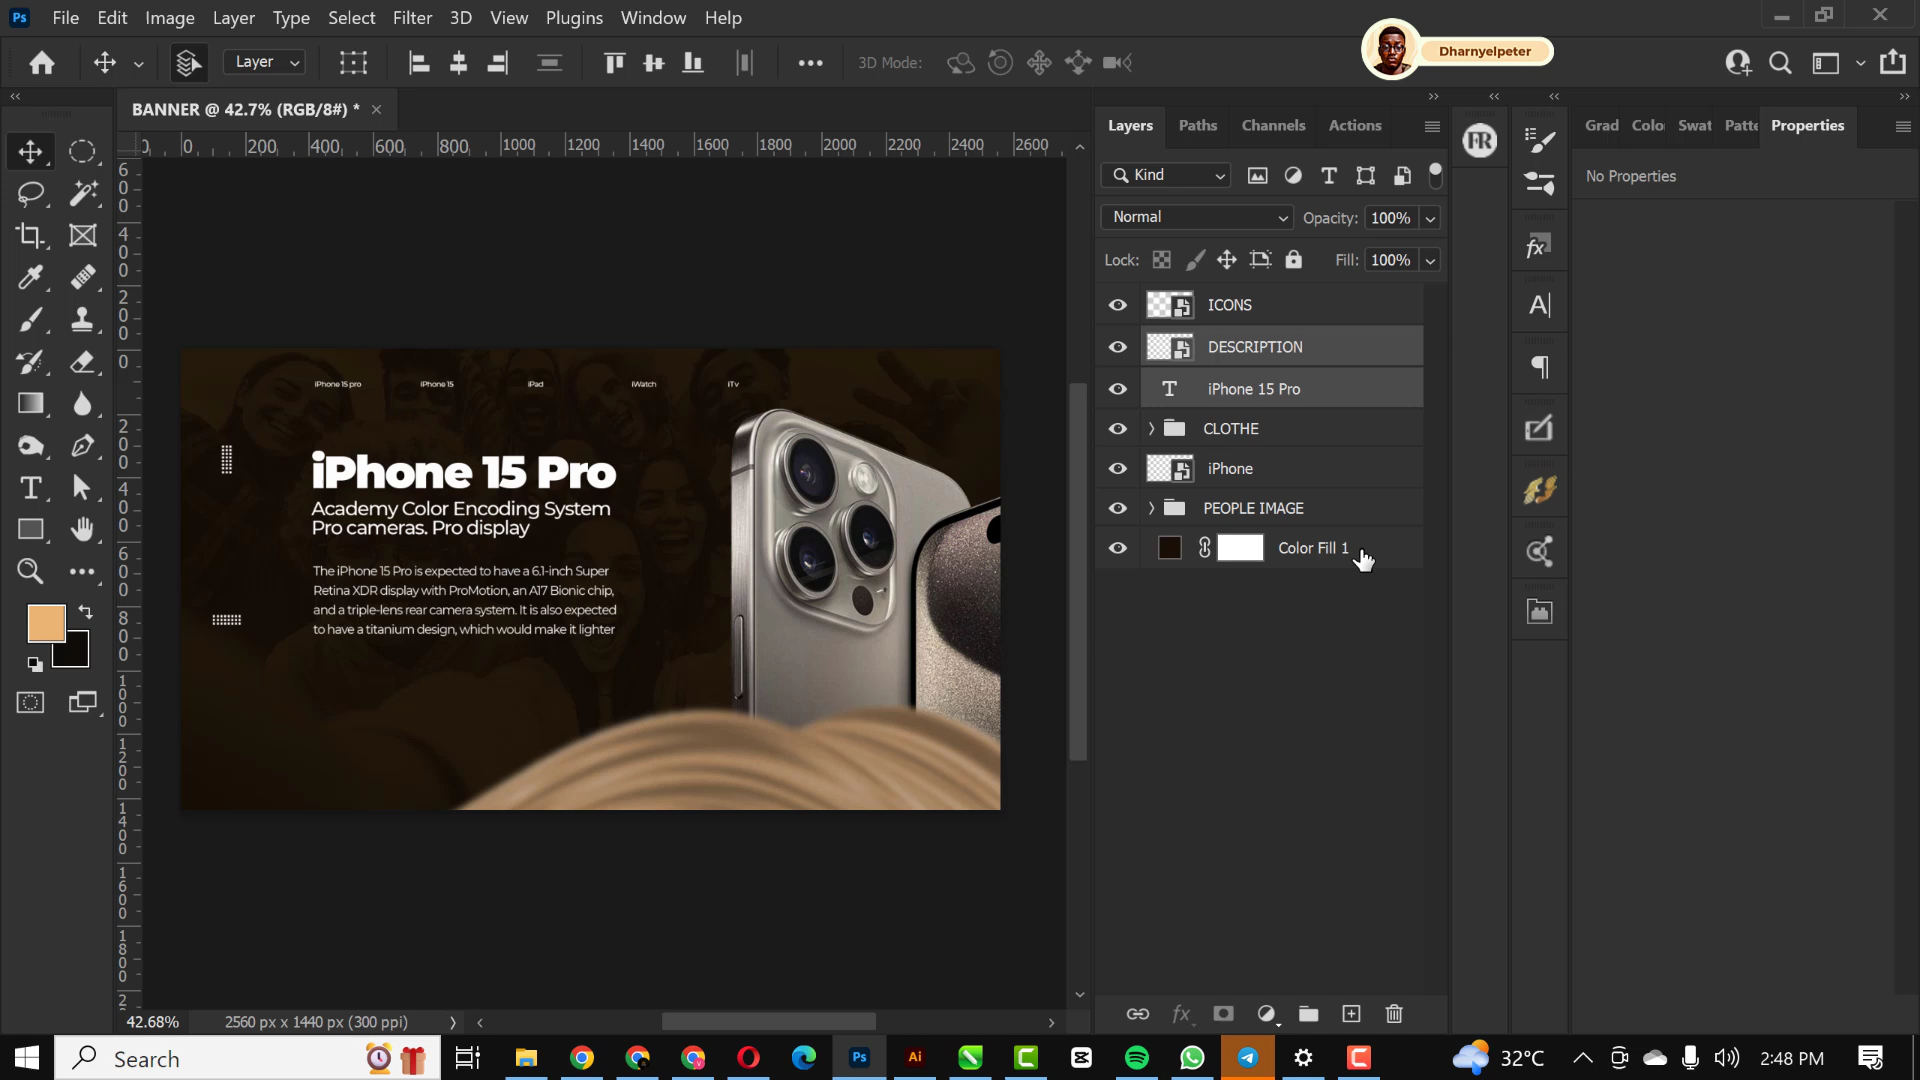 Ps File Edit Image Layer Type Select Filter 3D View Plugins Window Help
Layer
3D Mode:
Dharnyelpeter
BANNER @ 42.7% (RGB/8#) *
0 200 400 600 800 1000 1200 1400 1600 1800 2000 2200 2400 2600
Layers Paths Channels Actions
FR
Grad Colo Swat Patte Properties
No Properties
Kind
Normal Opacity: 100%
Lock: Fill: 100%
ICONS
DESCRIPTION
iPhone 15 Pro
CLOTHE
iPhone
PEOPLE IMAGE
Color Fill 1
iPhone 15 pro iPhone 15 iPad iWatch iTv
iPhone 15 Pro
Academy Color Encoding System
Pro cameras. Pro display
The iPhone 15 Pro is expected to have a 6.1-inch Super
Retina XDR display with ProMotion, an A17 Bionic chip,
and a triple-lens rear camera system. It is also expected
to have a titanium design, which would make it lighter
42.68% 2560 px x 1440 px (300 ppi)
Search
Ps
Ai
32°C
2:48 PM